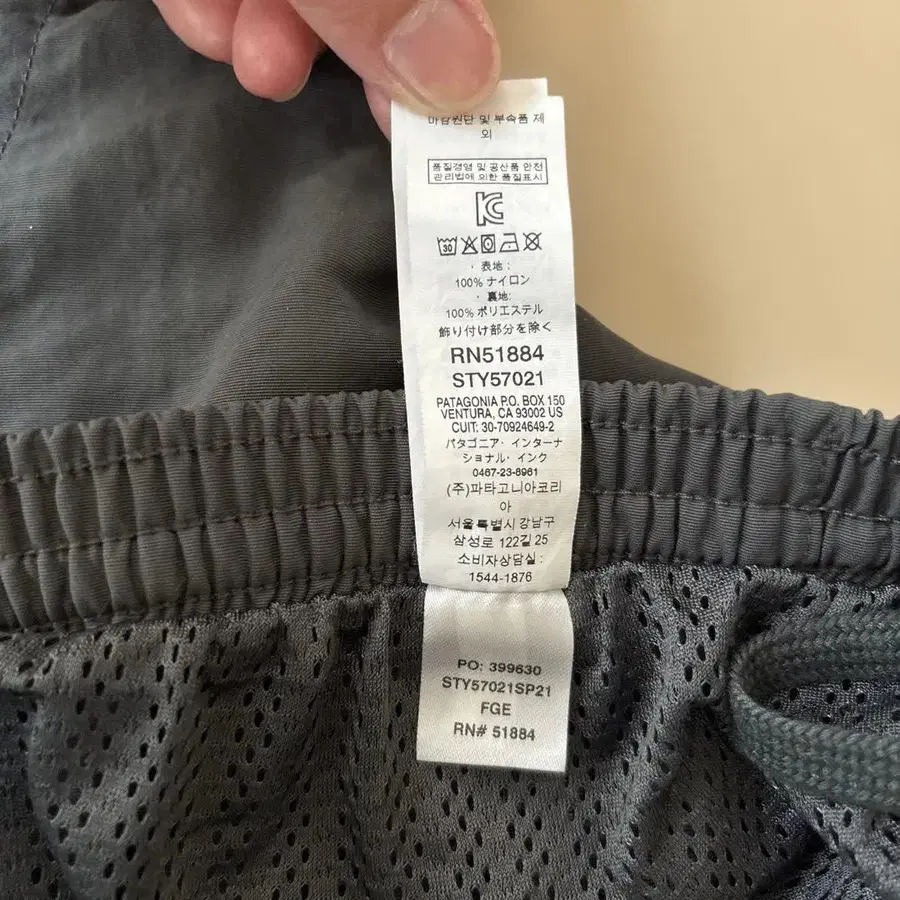 마감원단 및 부속품 제
외
품질경영 및 공산품 안전
관리법에 의한 품질표시
30
· 表地 :
100% ナイロン
· 裏地:
100% ポリエステル
飾り付け部分を除く
RN51884
STY57021
PATAGONIA P.O. BOX 150
VENTURA, CA 93002 US
CUIT: 30-70924649-2
パタゴニア・インターナ
ショナル・インク
0467-23-8961
(주)파타고니아코리
아
서울특별시 강남구
삼성로 122길 25
소비자상담실 :
1544-1876
PO: 399630
STY57021SP21
FGE
RN# 51884